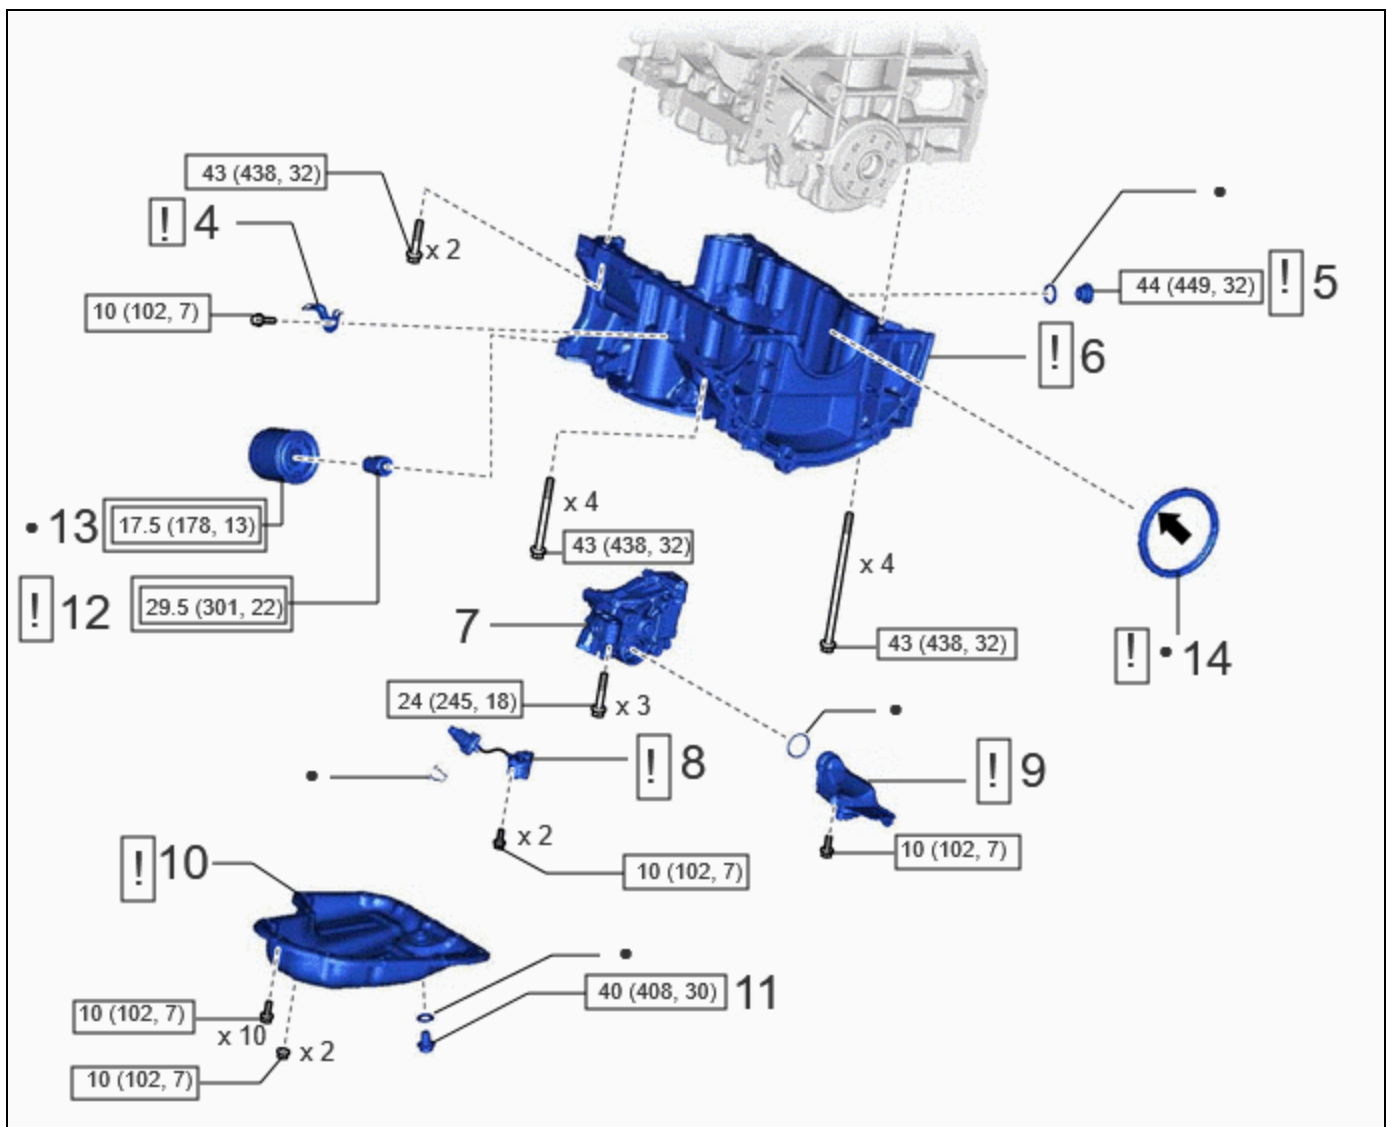 43 (438, 32)
! 4
x 2
10 (102, 7)
•
44 (449, 32)
! 5
! 6
x 4
43 (438, 32)
• 13
17.5 (178, 13)
! 12
29.5 (301, 22)
x 4
43 (438, 32)
7
! • 14
24 (245, 18)
x 3
•
! 8
! 9
•
x 2
10 (102, 7)
10 (102, 7)
! 10
•
40 (408, 30)
11
10 (102, 7)
x 10
x 2
10 (102, 7)